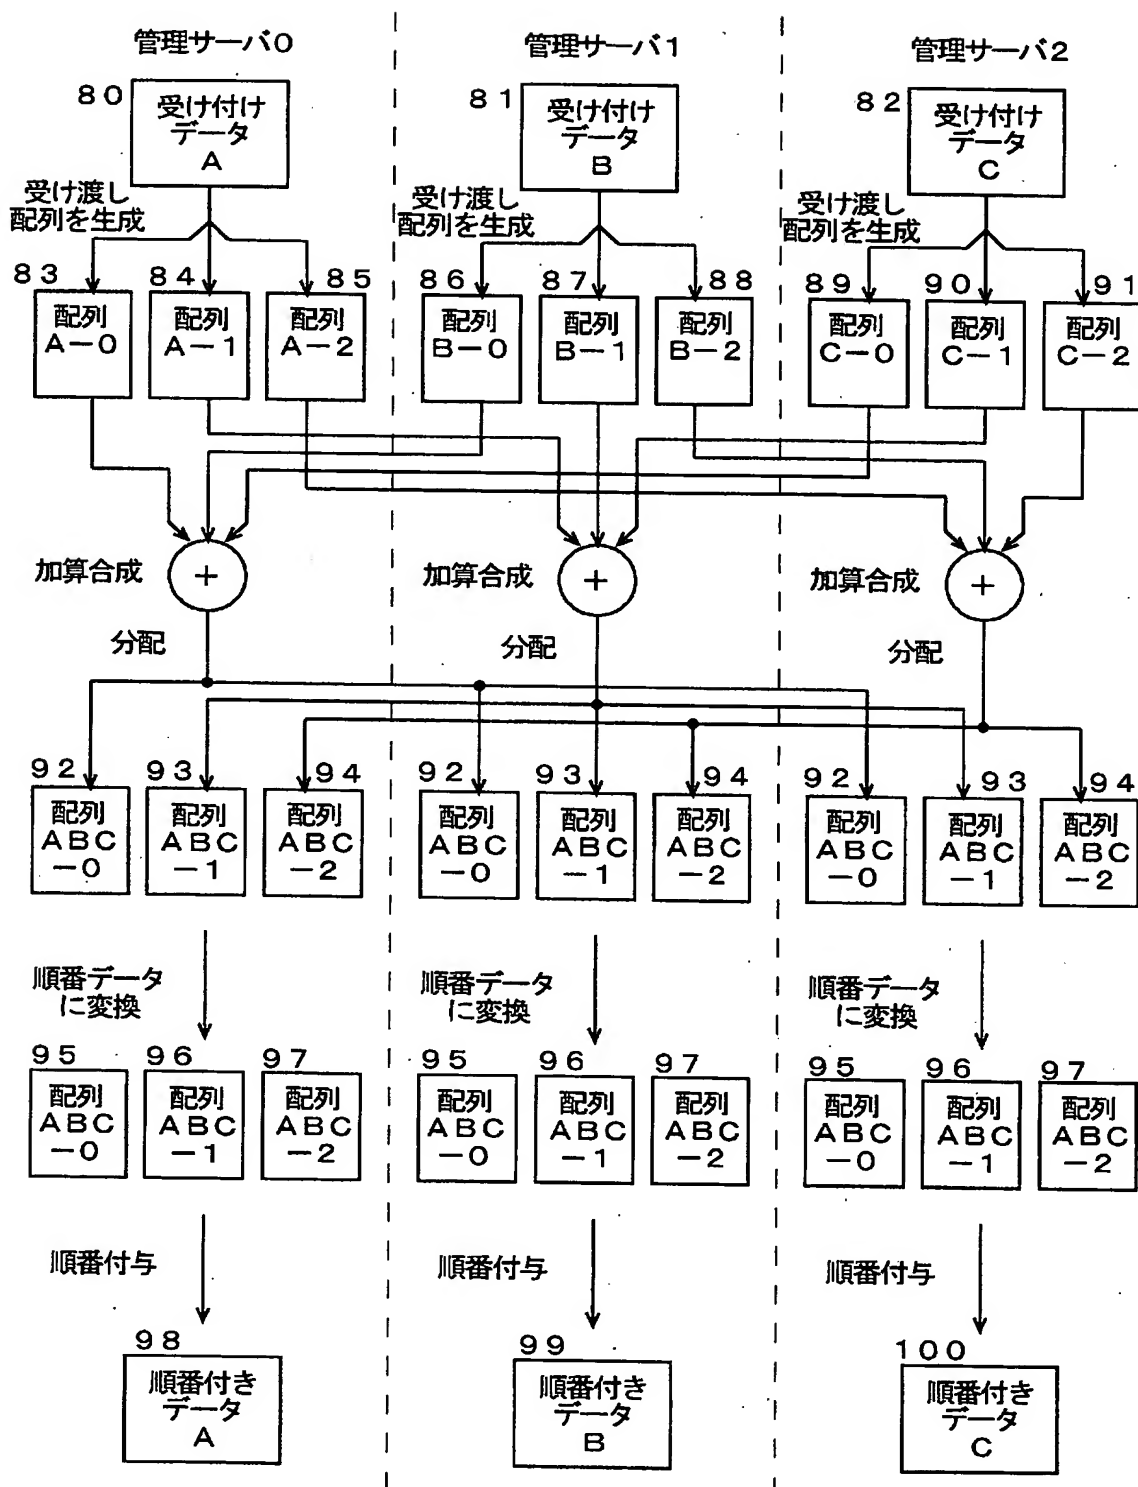 管理サーバ0
管理サーバ1
管理サーバ2
80
受け付け
データ
A
81
受け付け
データ
B
82
受け付け
データ
C
受け渡し
配列を生成
受け渡し
配列を生成
受け渡し
配列を生成
83
配列
A-0
84
配列
A-1
85
配列
A-2
86
配列
B-0
87
配列
B-1
88
配列
B-2
89
配列
C-0
90
配列
C-1
91
配列
C-2
加算合成
+
加算合成
+
加算合成
+
分配
分配
分配
92
配列
ABC
-0
93
配列
ABC
-1
94
配列
ABC
-2
92
配列
ABC
-0
93
配列
ABC
-1
94
配列
ABC
-2
92
配列
ABC
-0
93
配列
ABC
-1
94
配列
ABC
-2
順番データ
に変換
順番データ
に変換
順番データ
に変換
95
配列
ABC
-0
96
配列
ABC
-1
97
配列
ABC
-2
95
配列
ABC
-0
96
配列
ABC
-1
97
配列
ABC
-2
95
配列
ABC
-0
96
配列
ABC
-1
97
配列
ABC
-2
順番付与
順番付与
順番付与
98
順番付き
データ
A
99
順番付き
データ
B
100
順番付き
データ
C